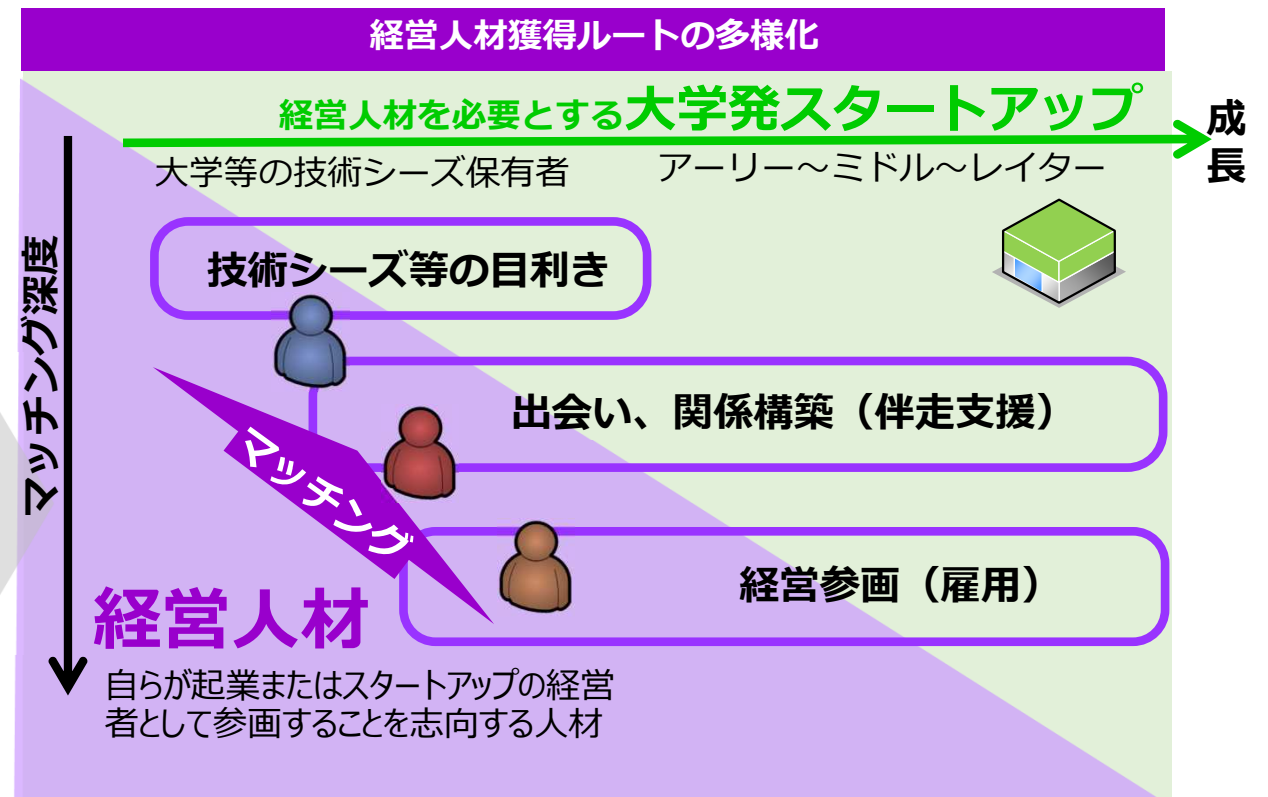 経営人材獲得ルートの多様化
経営人材を必要とする大学発スタートアップ
成長
大学等の技術シーズ保有者
アーリー～ミドル～レイター
マッチング深度
技術シーズ等の目利き
出会い、関係構築（伴走支援）
マッチング
経営参画（雇用）
経営人材
自らが起業またはスタートアップの経営
者として参画することを志向する人材